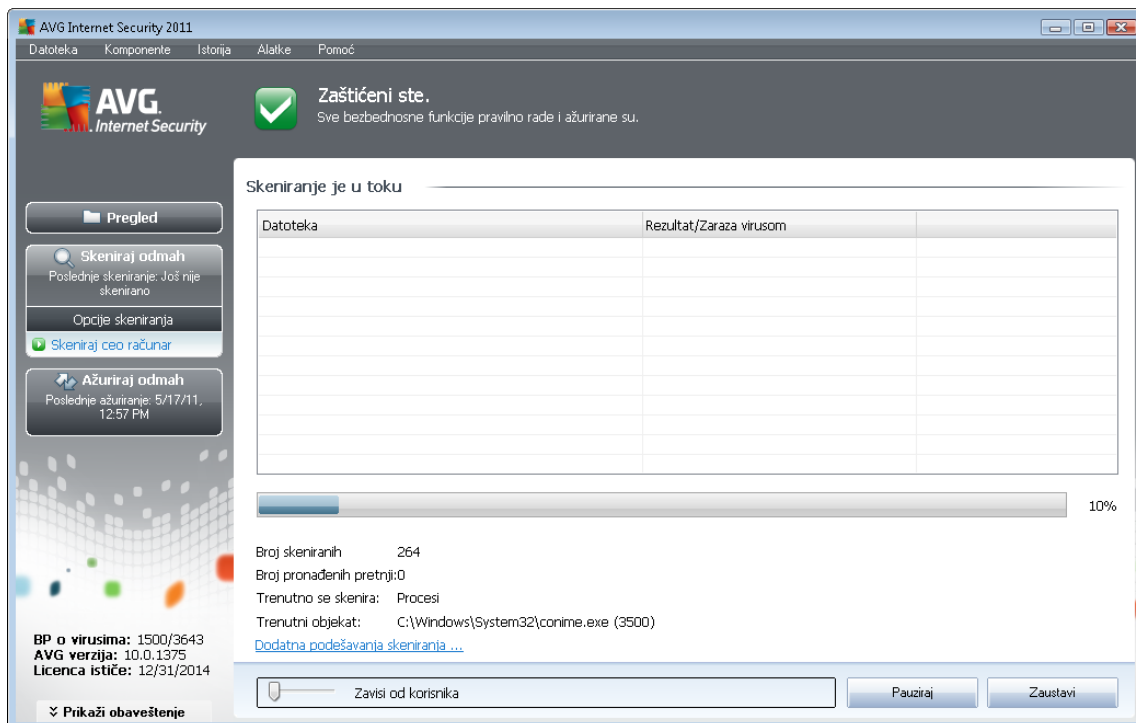 AVG Internet Security 2011
Datoteka Komponente Istorija Alatke Pomoć
AVG.
Internet Security
Zaštićeni ste.
Sve bezbednosne funkcije pravilno rade i ažurirane su.
Pregled
Skeniraj odmah
Poslednje skeniranje: Još nije
skenirano
Opcije skeniranja
Skeniraj ceo računar
Ažuriraj odmah
Poslednje ažuriranje: 5/17/11,
12:57 PM
BP o virusima: 1500/3643
AVG verzija: 10.0.1375
Licenca ističe: 12/31/2014
Prikaži obaveštenje
Skeniranje je u toku
Datoteka Rezultat/Zaraza virusom
10%
Broj skeniranih 264
Broj pronađenih pretnji:0
Trenutno se skenira: Procesi
Trenutni objekat: C:\Windows\System32\conime.exe (3500)
Dodatna podešavanja skeniranja ...
Zavisi od korisnika Pauziraj Zaustavi